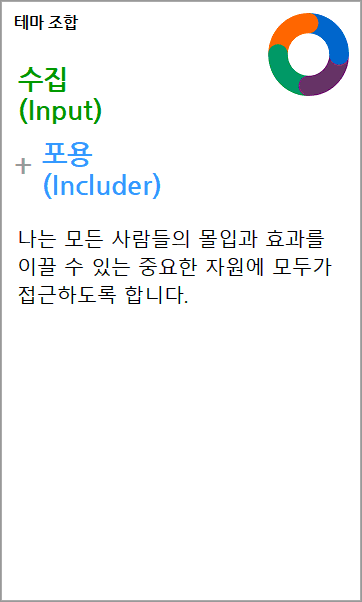 테마 조합
수집
(Input)
+ 포용
(Includer)
나는 모든 사람들의 몰입과 효과를
이끌 수 있는 중요한 자원에 모두가
접근하도록 합니다.